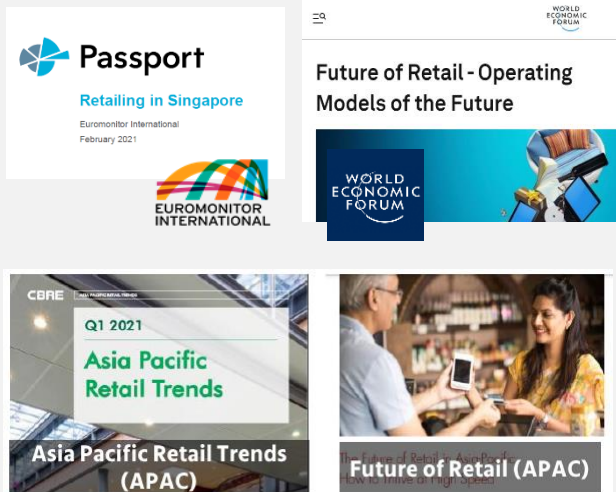 Passport
Retailing in Singapore
Euromonitor International
February 2021
EUROMONITOR
INTERNATIONAL
WORLD
ECONOMIC
FORUM
Future of Retail - Operating
Models of the Future
WORLD
ECONOMIC
FORUM
CBRE ASIA PACIFIC RETAIL TRENDS
Q1 2021
Asia Pacific
Retail Trends
Asia Pacific Retail Trends
(APAC)
The Future of Retail in Asia-Pacific
How to Thrive at High Speed
Future of Retail (APAC)